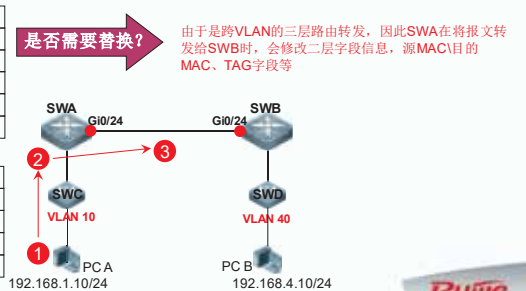 是否需要替换？
由于是跨VLAN的三层路由转发，因此SWA在将报文转
发给SWB时，会修改二层字段信息，源MAC\目的
MAC、TAG字段等
SWA
Gi0/24
Gi0/24
SWB
2
3
SWC
SWD
VLAN 10
VLAN 40
1
PC A
PC B
192.168.1.10/24
192.168.4.10/24